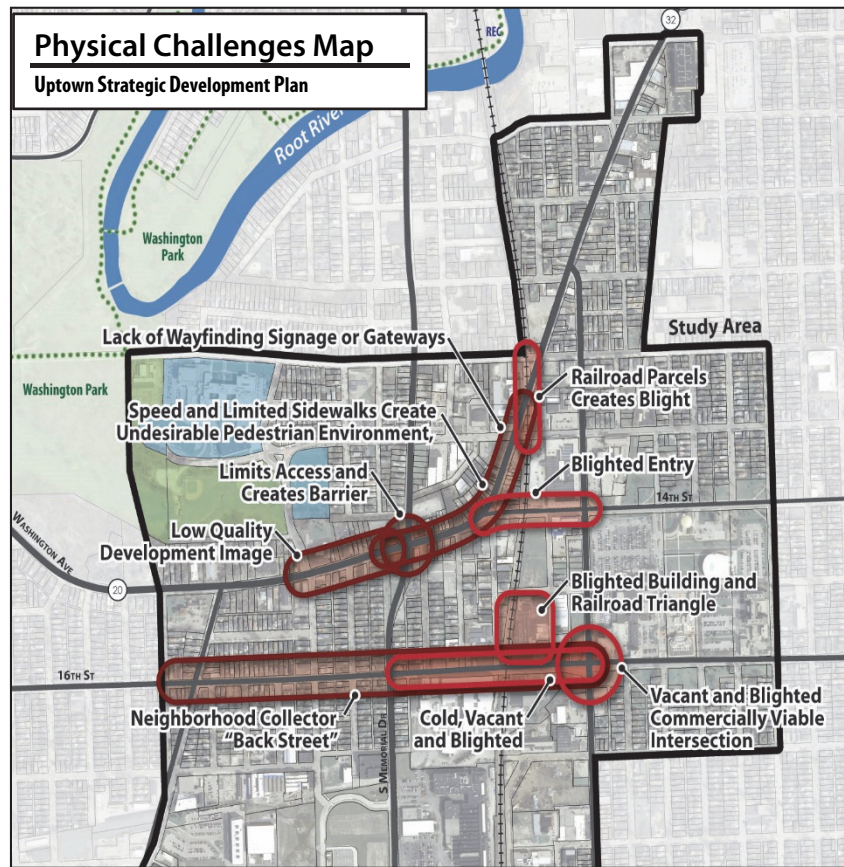 Physical Challenges Map
Uptown Strategic Development Plan
32
REC
Root River
Washington
Park
Study Area
Lack of Wayfinding Signage or Gateways
Washington Park
Railroad Parcels
Creates Blight
Speed and Limited Sidewalks Create
Undesirable Pedestrian Environment,
Blighted Entry
Limits Access and
Creates Barrier
14TH ST
Low Quality
Development Image
WASHINGTON AVE
20
Blighted Building and
Railroad Triangle
16TH ST
Neighborhood Collector
"Back Street"
S MEMORIAL DR
Cold, Vacant
and Blighted
Vacant and Blighted
Commercially Viable
Intersection